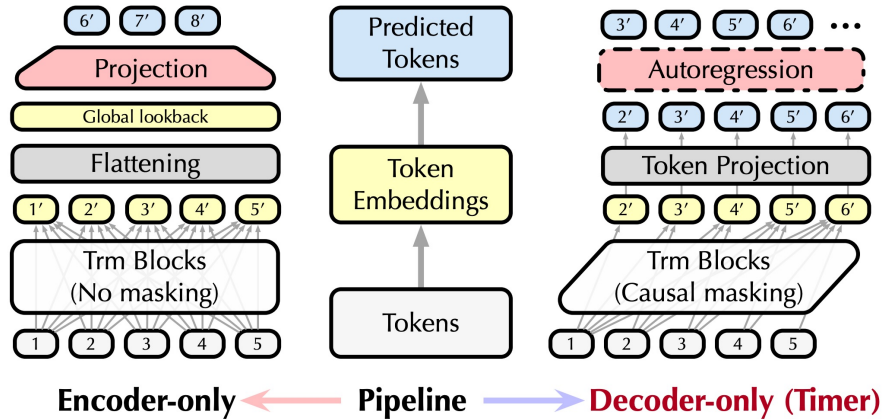 6′ 7′ 8′
Projection
Global lookback
Flattening
1′ 2′ 3′ 4′ 5′
Trm Blocks
(No masking)
1 2 3 4 5
Encoder-only
Predicted
Tokens
Token
Embeddings
Tokens
Pipeline
3′ 4′ 5′ 6′ •••
Autoregression
2′ 3′ 4′ 5′ 6′
Token Projection
2′ 3′ 4′ 5′ 6′
Trm Blocks
(Causal masking)
1 2 3 4 5
Decoder-only (Timer)